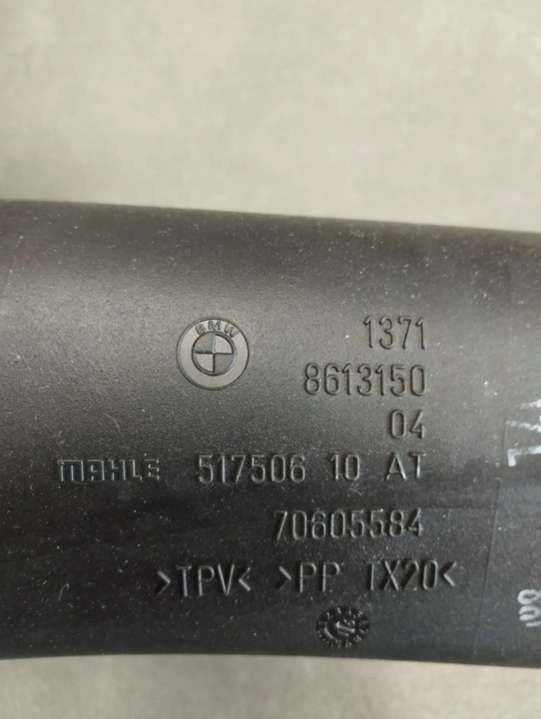 BMW
1371
8613150
04
MAHLE 517506 10 AT
70605584
>TPV< >PP TX20<